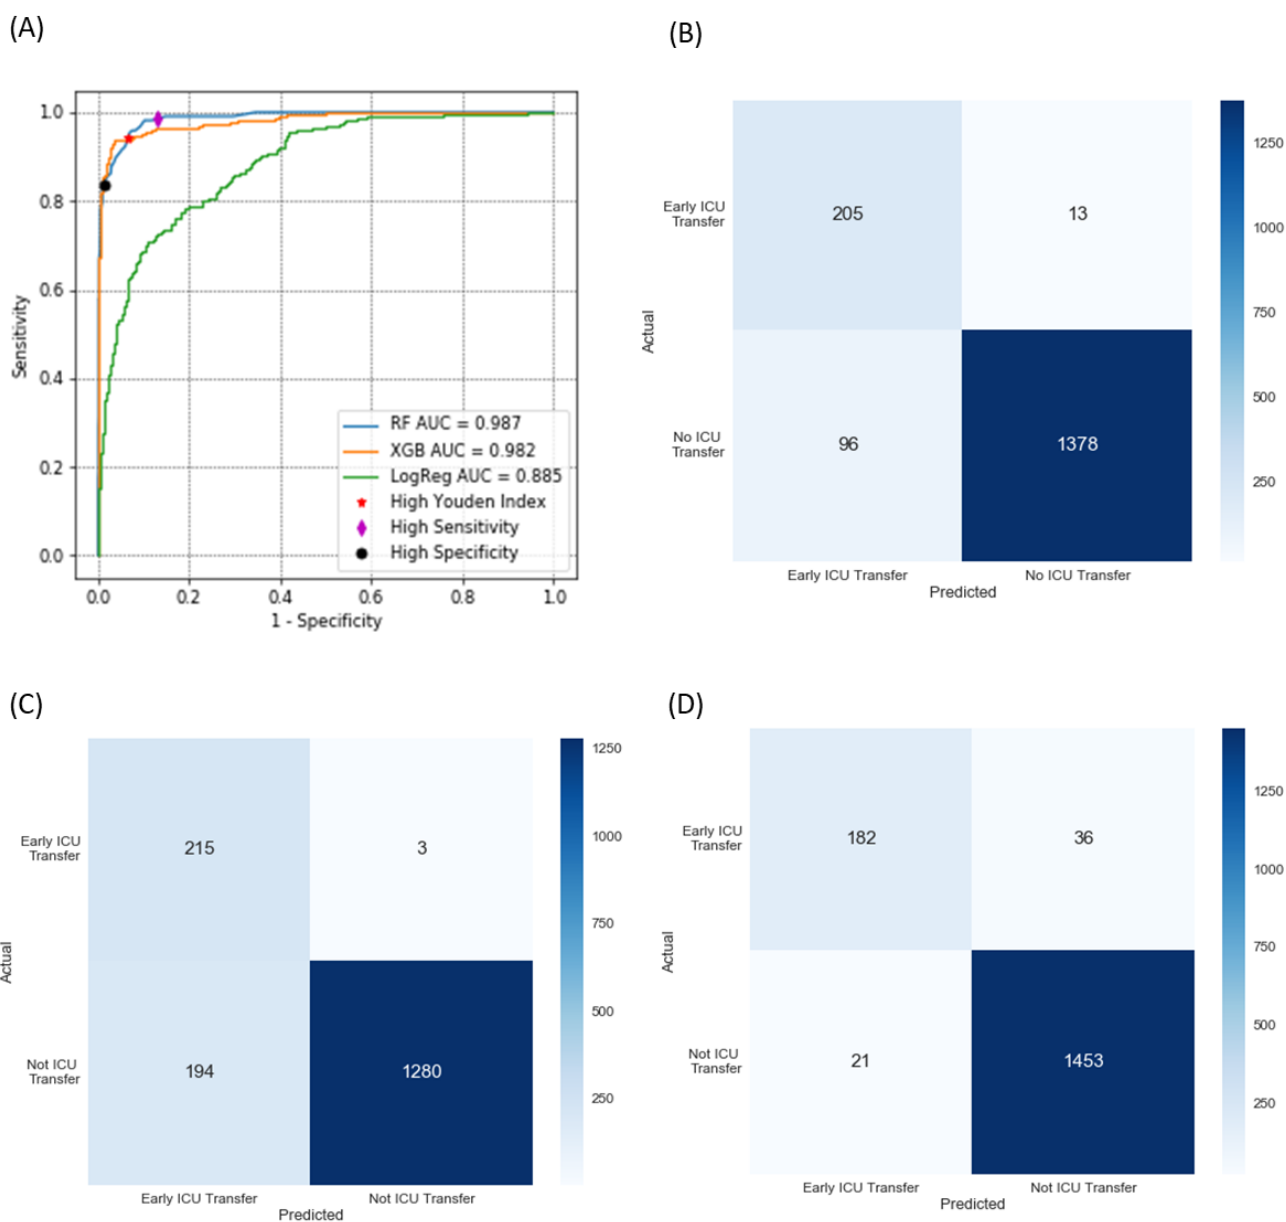 (A)
1.0
0.8
0.6
0.4
0.2
0.0
Sensitivity
RF AUC = 0.987
XGB AUC = 0.982
LogReg AUC = 0.885
High Youden Index
High Sensitivity
High Specificity
0.0 0.2 0.4 0.6 0.8 1.0
1 - Specificity
(B)
Early ICU
Transfer
205 13
No ICU
Transfer
96 1378
Actual
Early ICU Transfer No ICU Transfer
Predicted
1250
1000
750
500
250
(C)
Early ICU
Transfer
215 3
Not ICU
Transfer
194 1280
Actual
Early ICU Transfer Not ICU Transfer
Predicted
1250
1000
750
500
250
(D)
Early ICU
Transfer
182 36
Not ICU
Transfer
21 1453
Actual
Early ICU Transfer Not ICU Transfer
Predicted
1250
1000
750
500
250